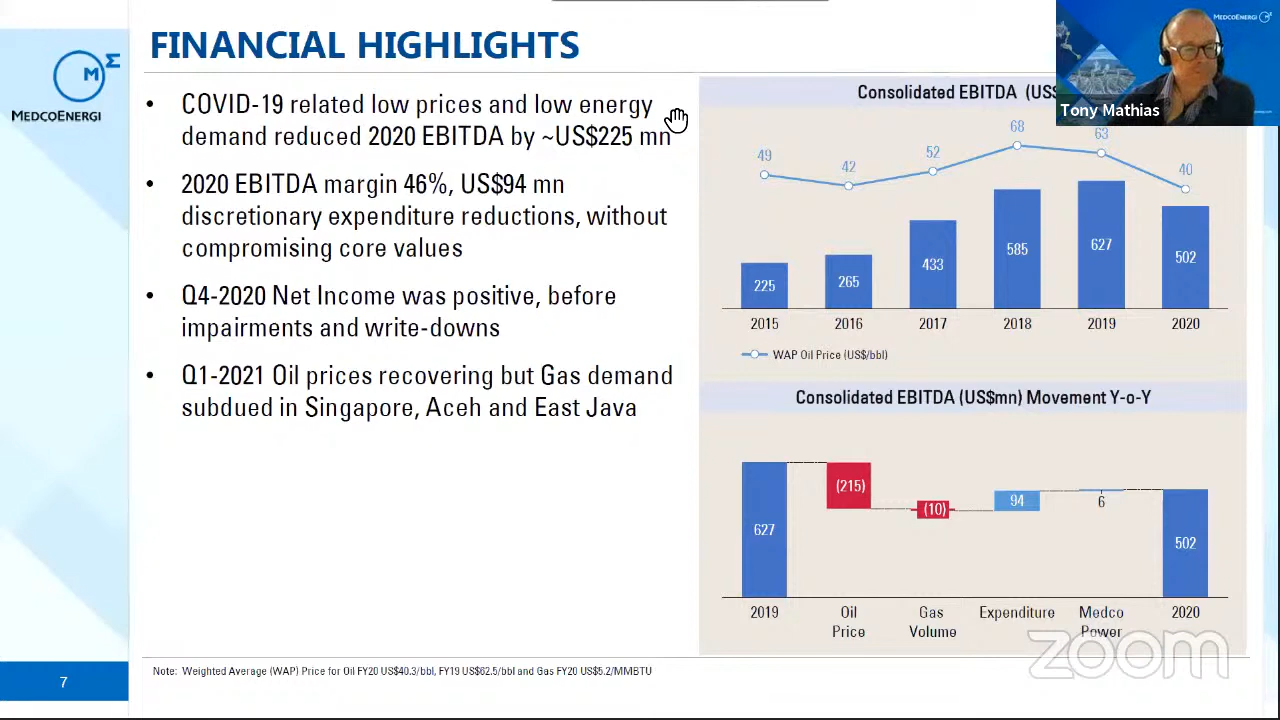 FINANCIAL HIGHLIGHTS
MEDCOENERGI
• COVID-19 related low prices and low energy
demand reduced 2020 EBITDA by ~US$225 mn
• 2020 EBITDA margin 46%, US$94 mn
discretionary expenditure reductions, without
compromising core values
• Q4-2020 Net Income was positive, before
impairments and write-downs
• Q1-2021 Oil prices recovering but Gas demand
subdued in Singapore, Aceh and East Java
Consolidated EBITDA (US$
MEDCOENERGI
Tony Mathias
49 42 52 68 63 40
225 265 433 585 627 502
2015 2016 2017 2018 2019 2020
WAP Oil Price (US$/bbl)
Consolidated EBITDA (US$mn) Movement Y-o-Y
627 (215) (10) 94 6 502
2019 Oil Gas Expenditure Medco 2020
Price Volume Power
zoom
Note: Weighted Average (WAP) Price for Oil FY20 US$40.3/bbl, FY19 US$62.5/bbl and Gas FY20 US$5.2/MMBTU
7